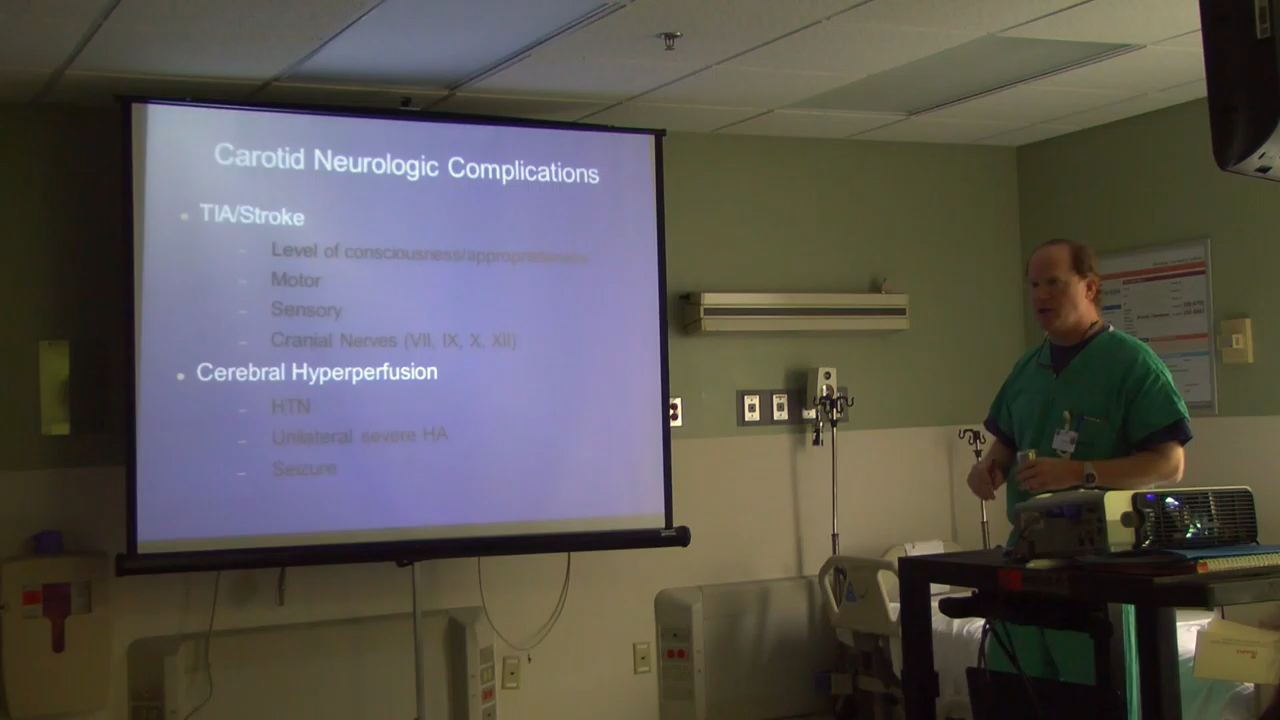 Carotid Neurologic Complications
TIA/Stroke
Level of consciousness/appropriateness
Motor
Sensory
Cranial Nerves (VII, IX, X, XII)
Cerebral Hyperperfusion
HTN
Unilateral severe HA
Seizure